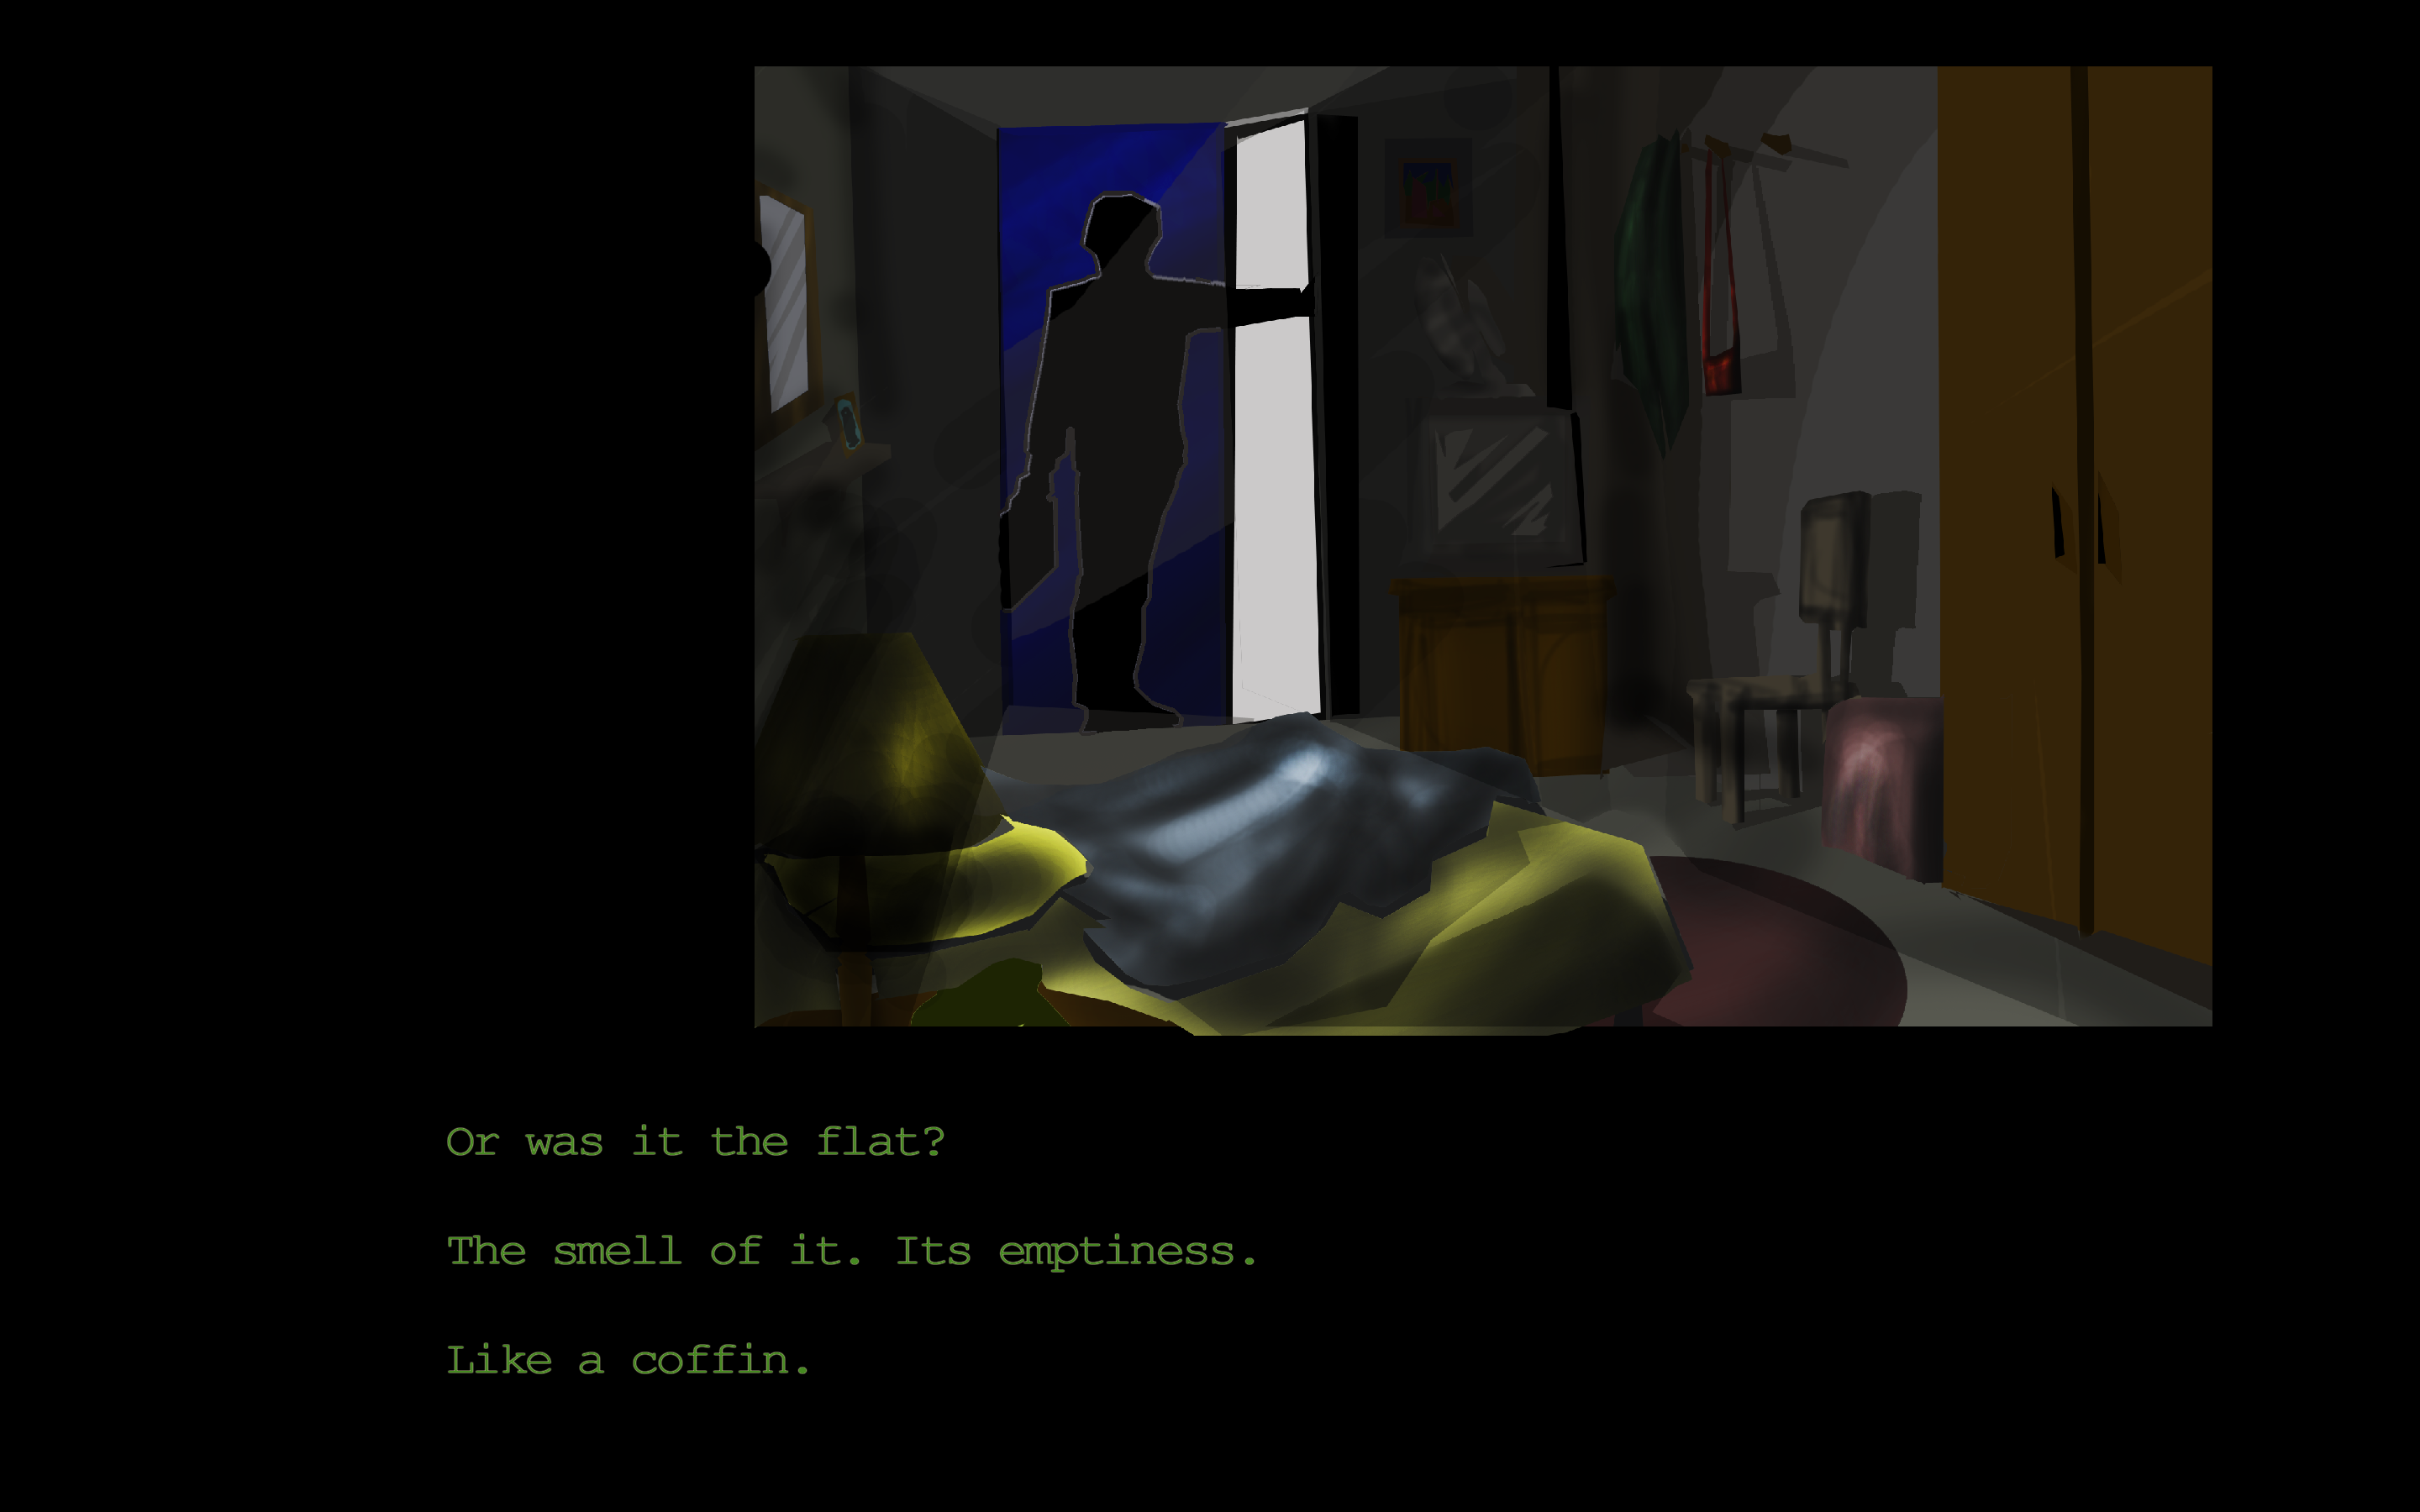 Or was it the flat?
The smell of it. Its emptiness.
Like a coffin.